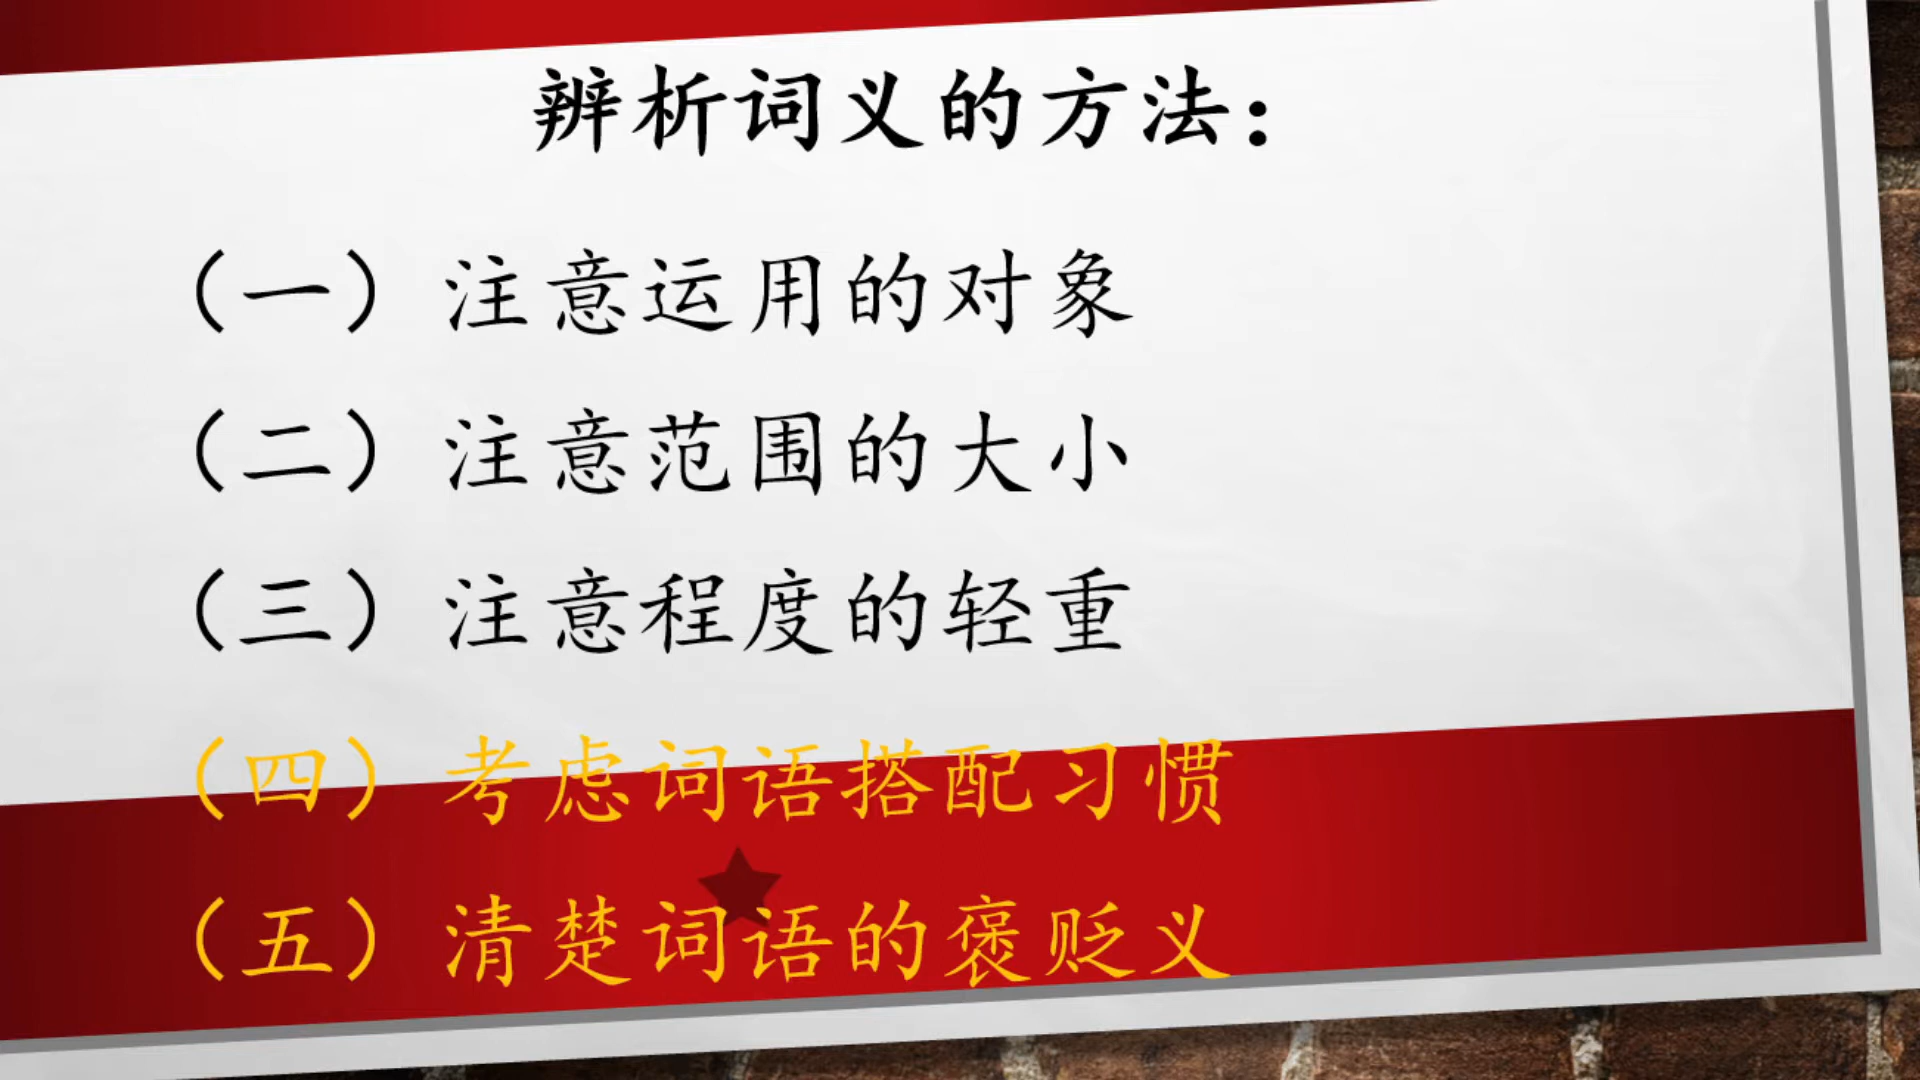 辨析词义的方法：
（一）注意运用的对象
（二）注意范围的大小
（三）注意程度的轻重
（四）考虑词语搭配习惯
（五）清楚词语的褒贬义